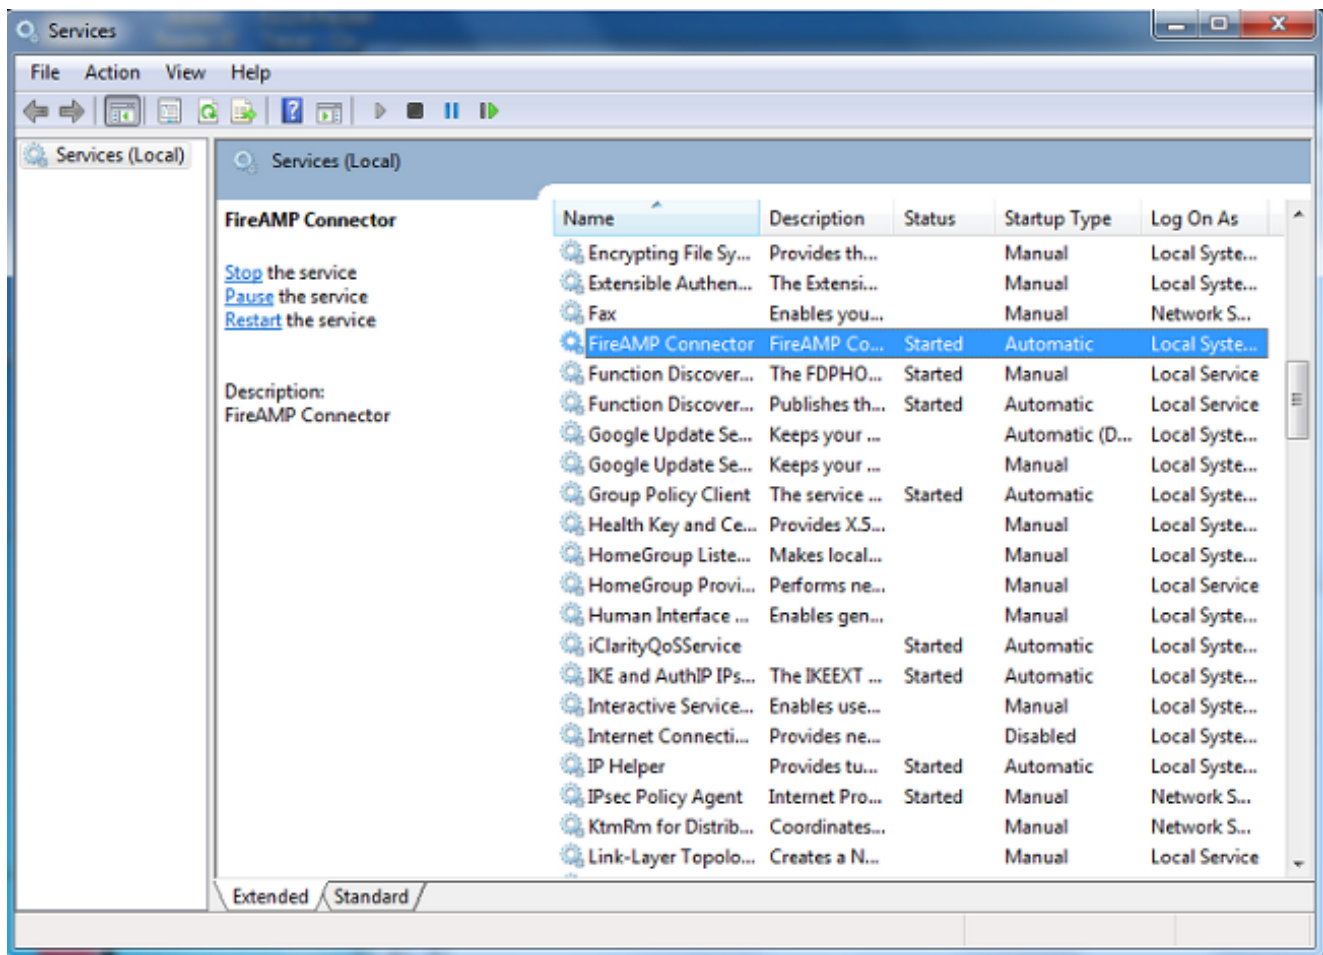 Services
File Action View Help
Services (Local)
Services (Local)
FireAMP Connector
Stop the service
Pause the service
Restart the service
Description:
FireAMP Connector
Name Description Status Startup Type Log On As
Encrypting File Sy... Provides th... Manual Local Syste...
Extensible Authen... The Extensi... Manual Local Syste...
Fax Enables you... Manual Network S...
FireAMP Connector FireAMP Co... Started Automatic Local Syste...
Function Discover... The FDPHO... Started Manual Local Service
Function Discover... Publishes th... Started Automatic Local Service
Google Update Se... Keeps your ... Automatic (D... Local Syste...
Google Update Se... Keeps your ... Manual Local Syste...
Group Policy Client The service ... Started Automatic Local Syste...
Health Key and Ce... Provides X.5... Manual Local Syste...
HomeGroup Liste... Makes local... Manual Local Syste...
HomeGroup Provi... Performs ne... Manual Local Service
Human Interface ... Enables gen... Manual Local Syste...
iClarityQoSService Started Automatic Local Syste...
IKE and AuthIP IPs... The IKEEXT ... Started Automatic Local Syste...
Interactive Service... Enables use... Manual Local Syste...
Internet Connecti... Provides ne... Disabled Local Syste...
IP Helper Provides tu... Started Automatic Local Syste...
IPsec Policy Agent Internet Pro... Started Manual Network S...
KtmRm for Distrib... Coordinates... Manual Network S...
Link-Layer Topolo... Creates a N... Manual Local Service
Extended Standard